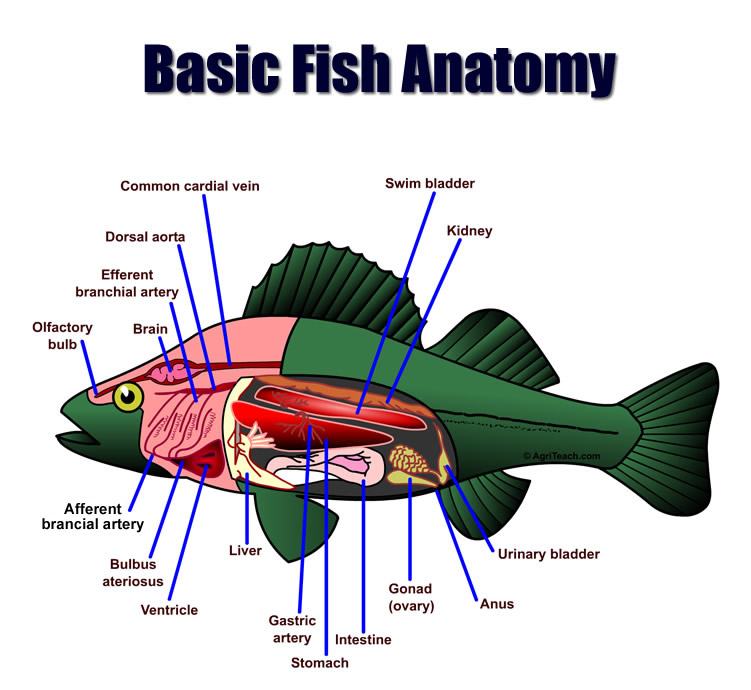 Basic Fish Anatomy
Common cardial vein
Swim bladder
Kidney
Dorsal aorta
Efferent
branchial artery
Olfactory
bulb
Brain
© AgriTeach.com
Afferent
brancial artery
Bulbus
ateriosus
Ventricle
Liver
Gastric
artery
Stomach
Intestine
Gonad
(ovary)
Anus
Urinary bladder